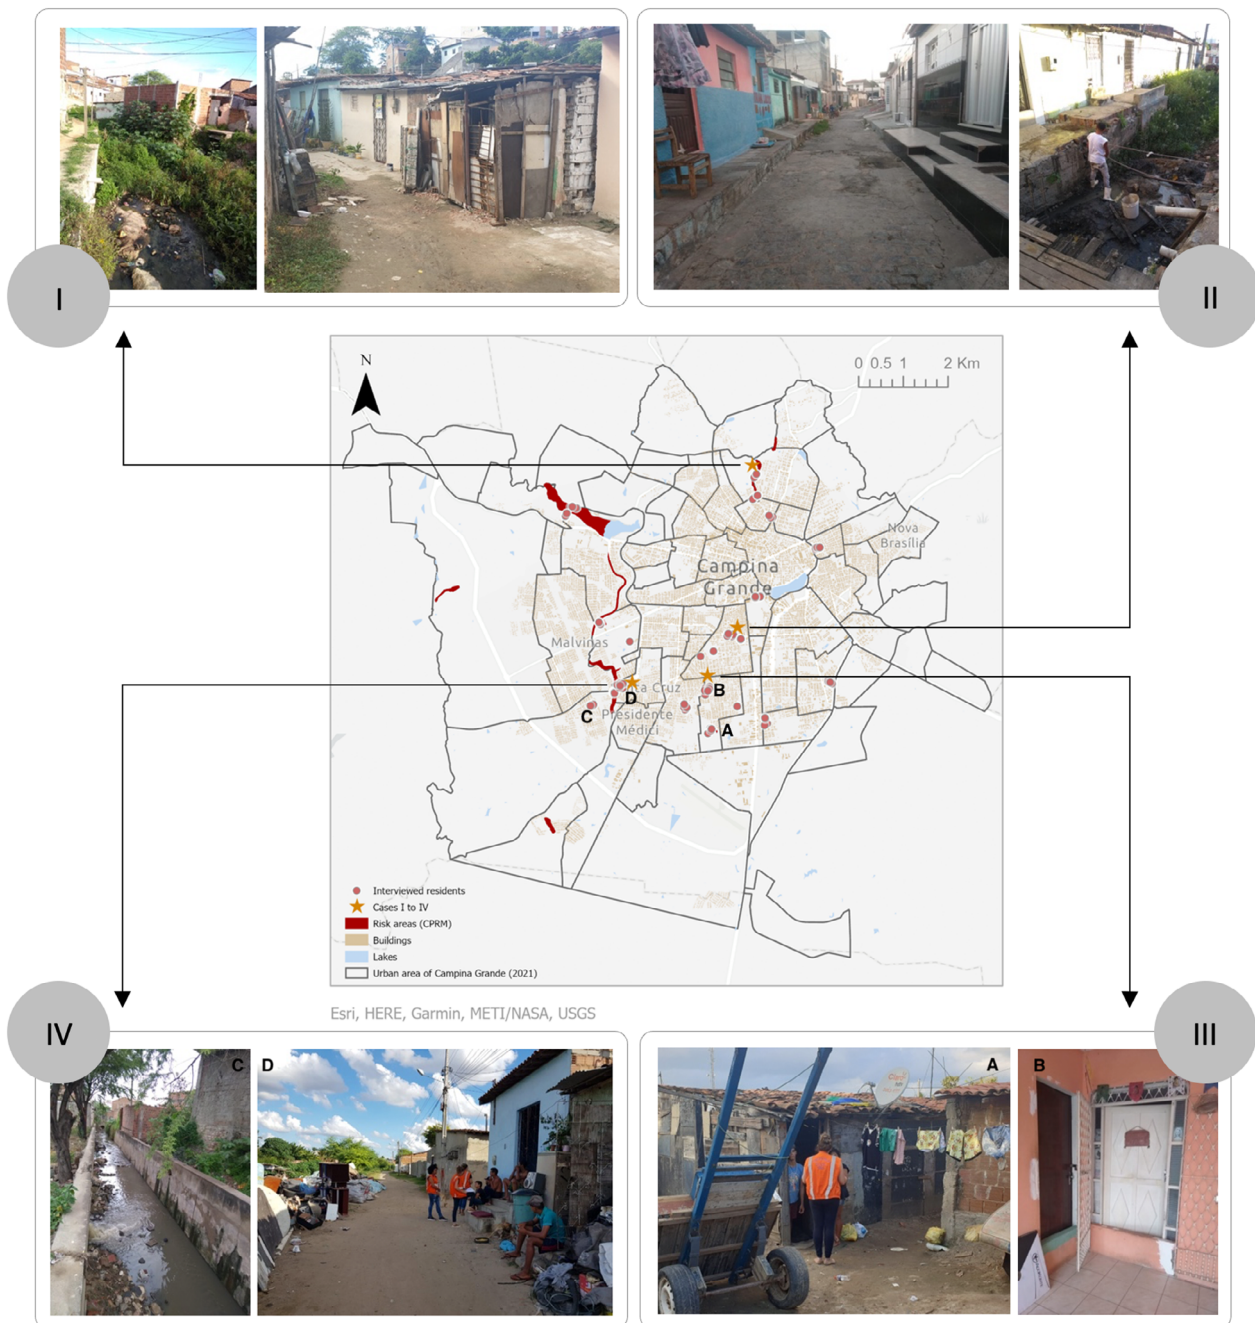 I
II
N
0 0.5 1 2 Km
Nova
Brasília
Campina
Grande
Malvinas
B
D
C
Presidente
Médici
A
Interviewed residents
Cases I to IV
Risk areas (CPRM)
Buildings
Lakes
Urban area of Campina Grande (2021)
Esri, HERE, Garmin, METI/NASA, USGS
IV
III
C
D
A
B
Claro